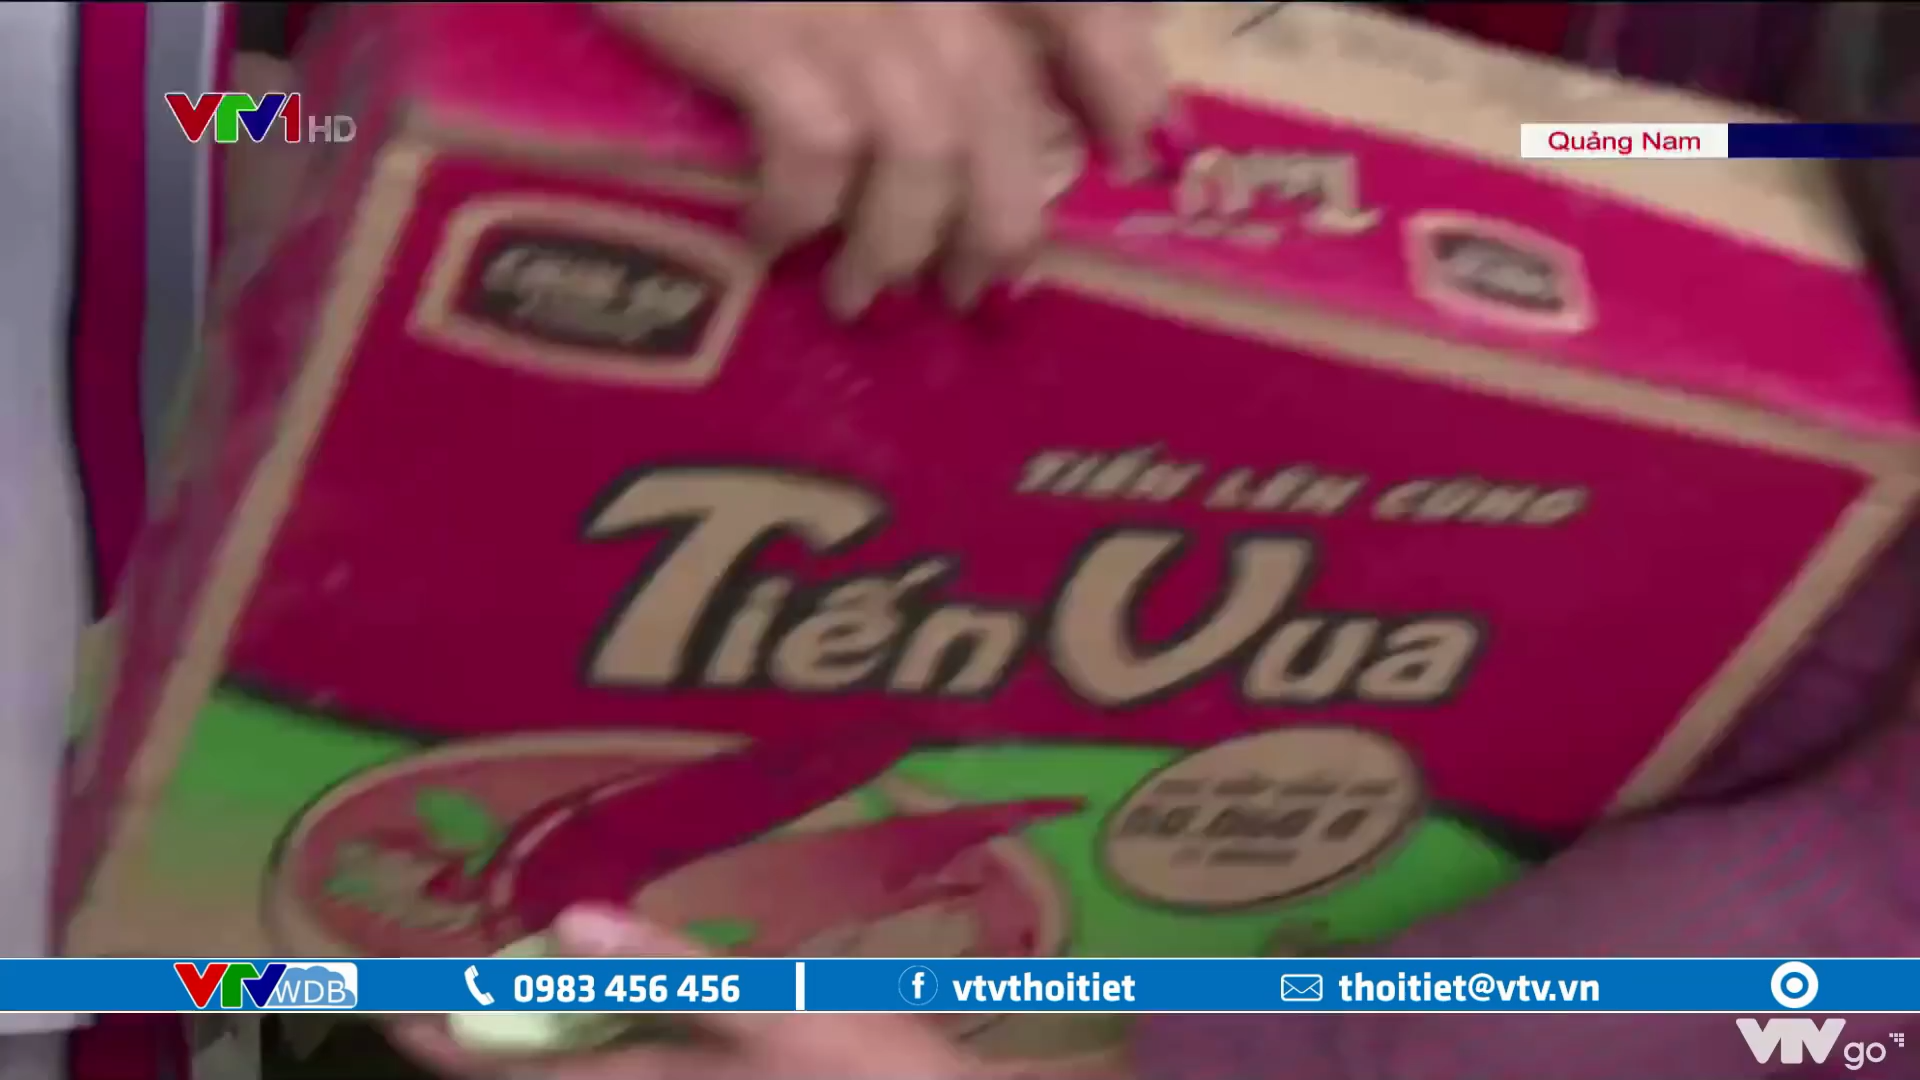 VTV1 HD
Quảng Nam
TIẾN LÊN CÙNG
Tiến Vua
VTV WDB
0983 456 456
vtvthoitiet
thoitiet@vtv.vn
VTV go